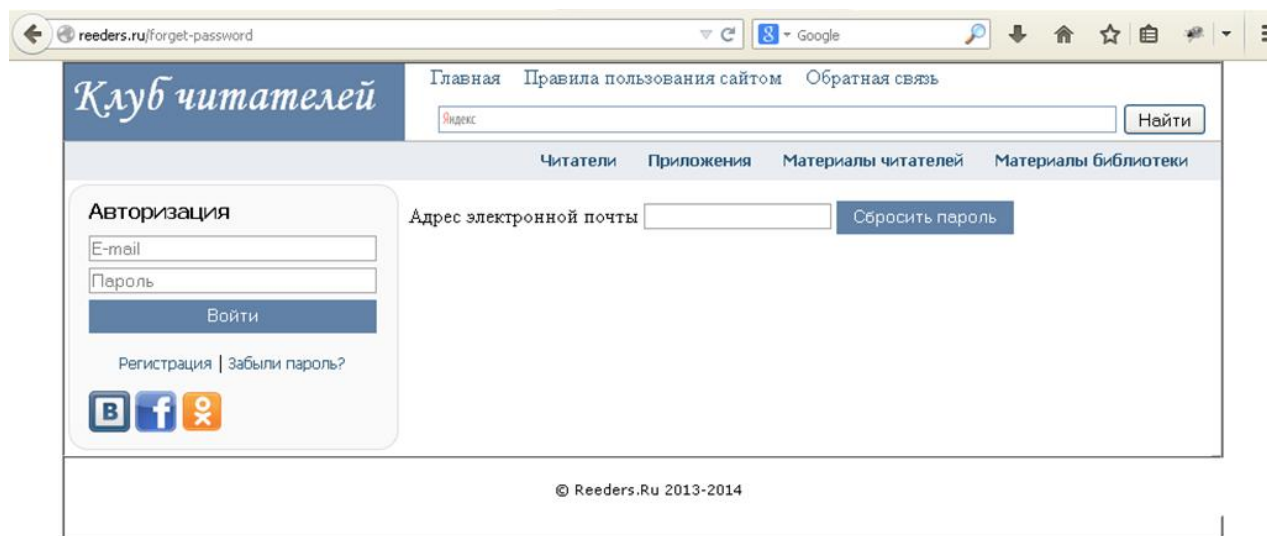 reeders.ru/forget-password
8 Google
Клуб читателей
Главная Правила пользования сайтом Обратная связь
Яндекс
Найти
Читатели Приложения Материалы читателей Материалы библиотеки
Авторизация
E-mail
Пароль
Войти
Регистрация | Забыли пароль?
В f
Адрес электронной почты
Сбросить пароль
© Reeders.Ru 2013-2014